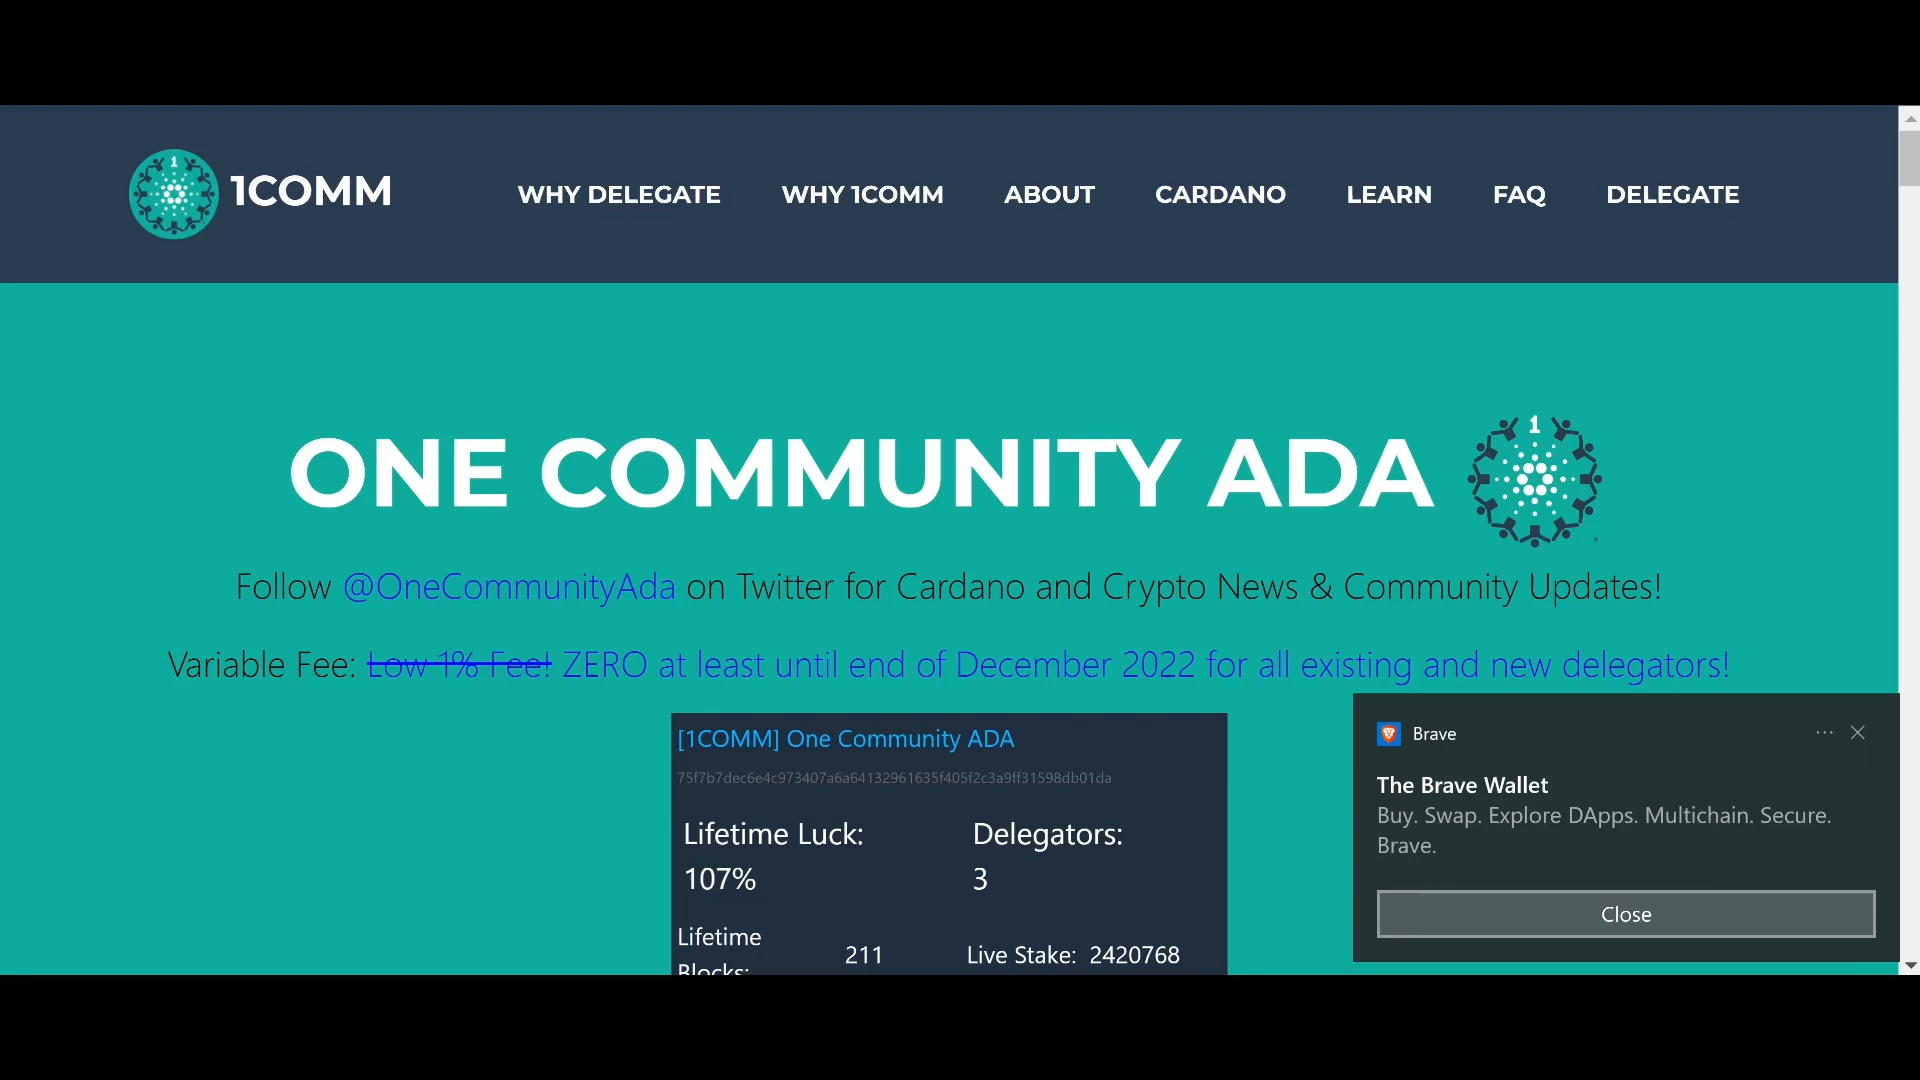 1COMM
WHY DELEGATE
WHY 1COMM
ABOUT
CARDANO
LEARN
FAQ
DELEGATE
ONE COMMUNITY ADA
1
Follow @OneCommunityAda on Twitter for Cardano and Crypto News & Community Updates!
Variable Fee: Low 1% Fee! ZERO at least until end of December 2022 for all existing and new delegators!
[1COMM] One Community ADA
75f7b7dec6e4c973407a6a64132961635f405f2c3a9ff31598db01da
Lifetime Luck:
107%
Delegators:
3
Lifetime
Blocks:
211
Live Stake: 2420768
Brave
The Brave Wallet
Buy. Swap. Explore DApps. Multichain. Secure.
Brave.
Close